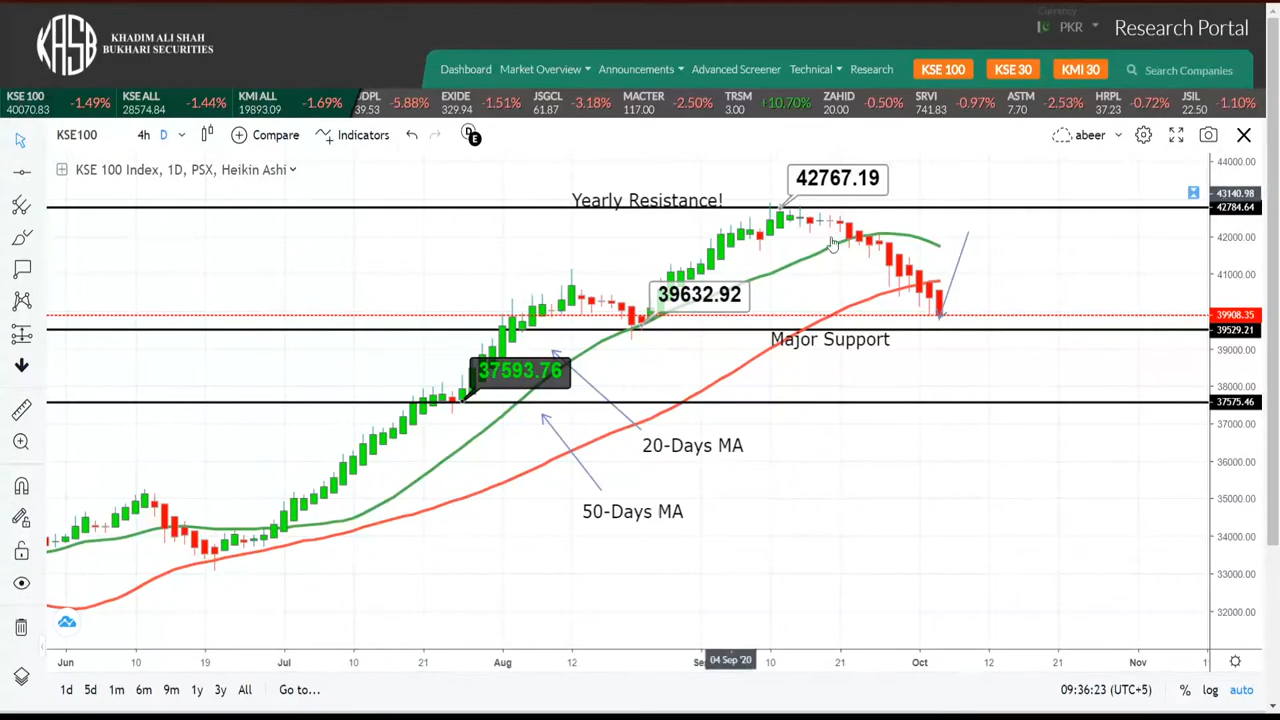 KASB
KHADIM ALI SHAH
BUKHARI SECURITIES
Currency
PKR
Research Portal
Dashboard Market Overview Announcements Advanced Screener Technical Research KSE 100 KSE 30 KMI 30 Search Companies
KSE 100 -1.49% KSE ALL -1.44% KMI ALL -1.69% DPL -5.88% EXIDE -1.51% JSGCL -3.18% MACTER -2.50% TRSM +10.70% ZAHID -0.50% SRVI -0.97% ASTM -2.53% HRPL -0.72% JSIL -1.10%
40070.83 28574.84 19893.09 39.53 329.94 61.87 117.00 3.00 20.00 741.83 7.70 37.23 22.83
KSE100 4h D Compare Indicators D E abeer
KSE 100 Index, 1D, PSX, Heikin Ashi
44000.00
42767.19
43140.98
Yearly Resistance!
42784.64
42000.00
41000.00
39632.92
39908.35
39529.21
Major Support
39000.00
37593.76
38000.00
37575.46
37000.00
20-Days MA
36000.00
35000.00
50-Days MA
34000.00
33000.00
32000.00
Jun 10 19 Jul 10 21 Aug 12 Se 04 Sep '20 10 21 Oct 12 21 Nov
1d 5d 1m 6m 9m 1y 3y All Go to... 09:36:23 (UTC+5) % log auto